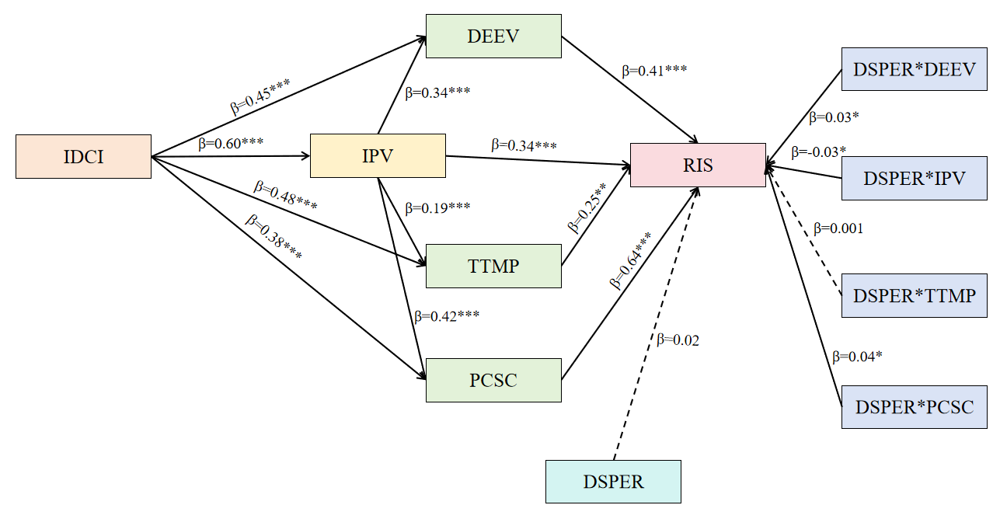 DEEV
DSPER*DEEV
β=0.41***
β=0.45***
β=0.34***
β=0.03*
IDCI
β=0.60***
IPV
β=0.34***
RIS
β=-0.03*
DSPER*IPV
β=0.48***
β=0.19***
β=0.25**
β=0.001
β=0.38***
TTMP
β=0.64***
DSPER*TTMP
β=0.42***
β=0.02
β=0.04*
PCSC
DSPER*PCSC
DSPER